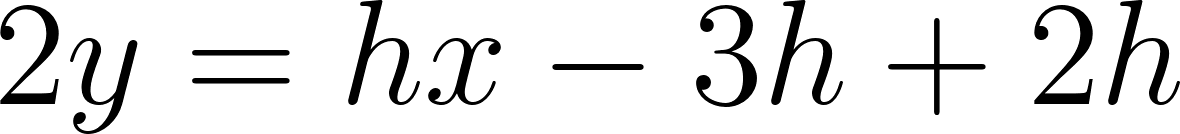 2y = hx − 3h + 2h